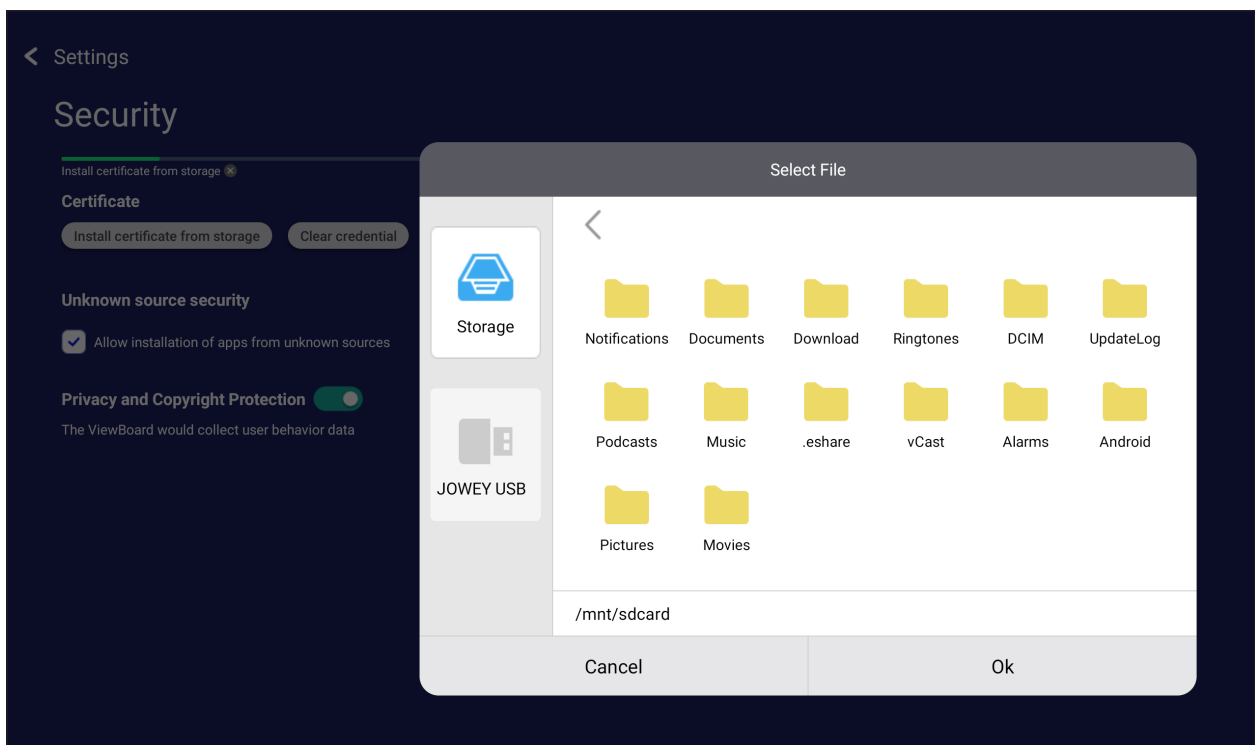 Settings
Security
Install certificate from storage
Certificate
Install certificate from storage
Clear credential
Unknown source security
Allow installation of apps from unknown sources
Privacy and Copyright Protection
The ViewBoard would collect user behavior data
Select File
Storage
JOWEY USB
Notifications
Documents
Download
Ringtones
DCIM
UpdateLog
Podcasts
Music
.eshare
vCast
Alarms
Android
Pictures
Movies
/mnt/sdcard
Cancel
Ok